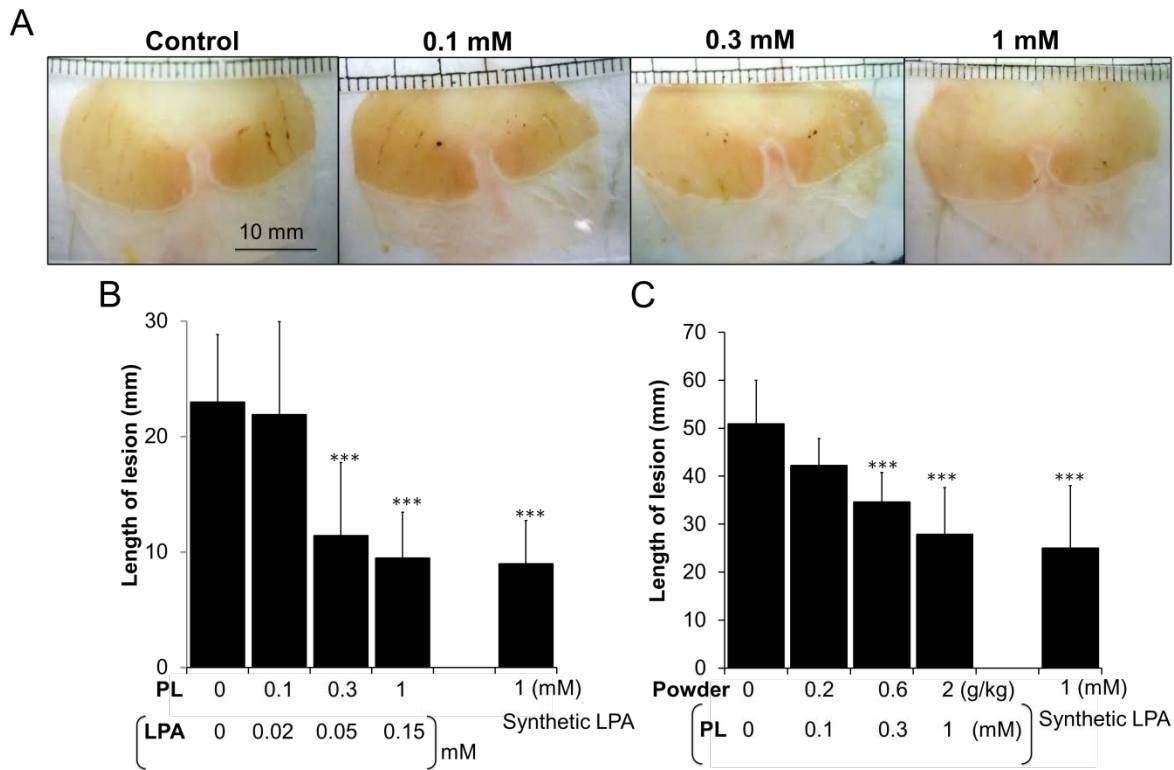 A
Control 0.1 mM 0.3 mM 1 mM
10 mm
B
Length of lesion (mm)
30
20
10
0
*** *** ***
PL 0 0.1 0.3 1 1 (mM)
Synthetic LPA
LPA 0 0.02 0.05 0.15 mM
C
Length of lesion (mm)
70
60
50
40
30
20
10
0
*** *** ***
Powder 0 0.2 0.6 2 (g/kg) 1 (mM)
Synthetic LPA
PL 0 0.1 0.3 1 (mM)